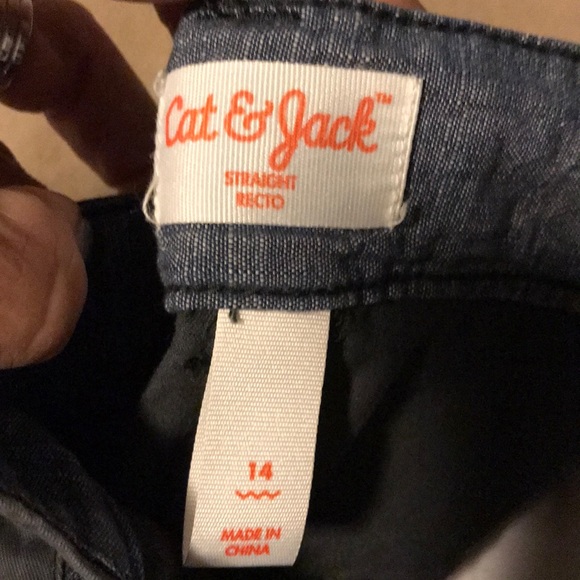 Cat & Jack™
STRAIGHT
RECTO
14
MADE IN
CHINA